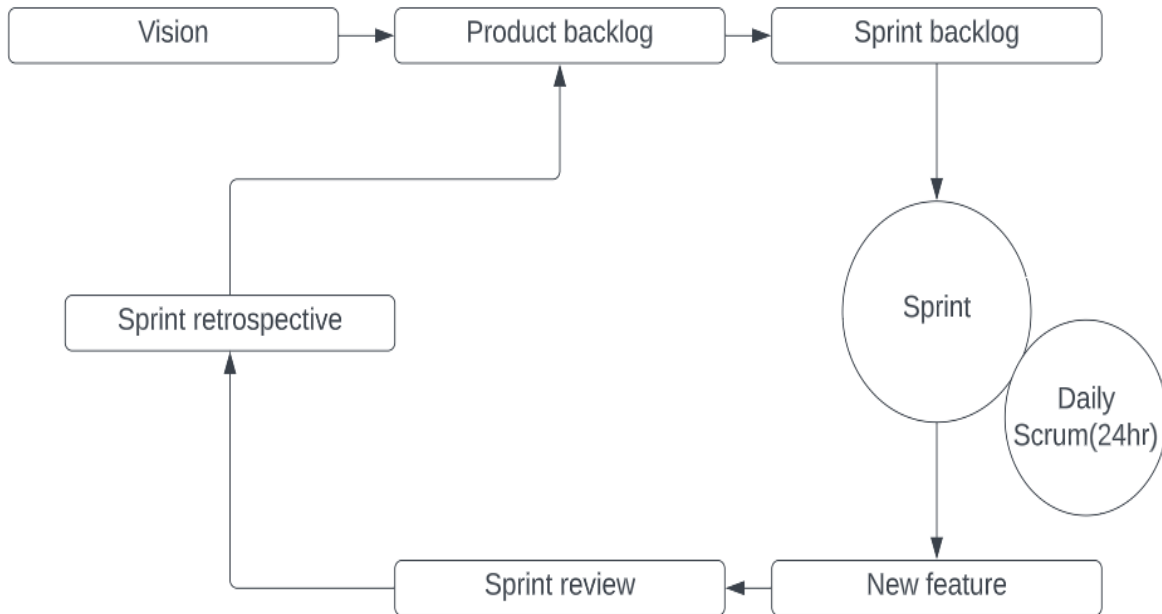 Vision
Product backlog
Sprint backlog
Sprint
Sprint retrospective
Daily
Scrum(24hr)
Sprint review
New feature